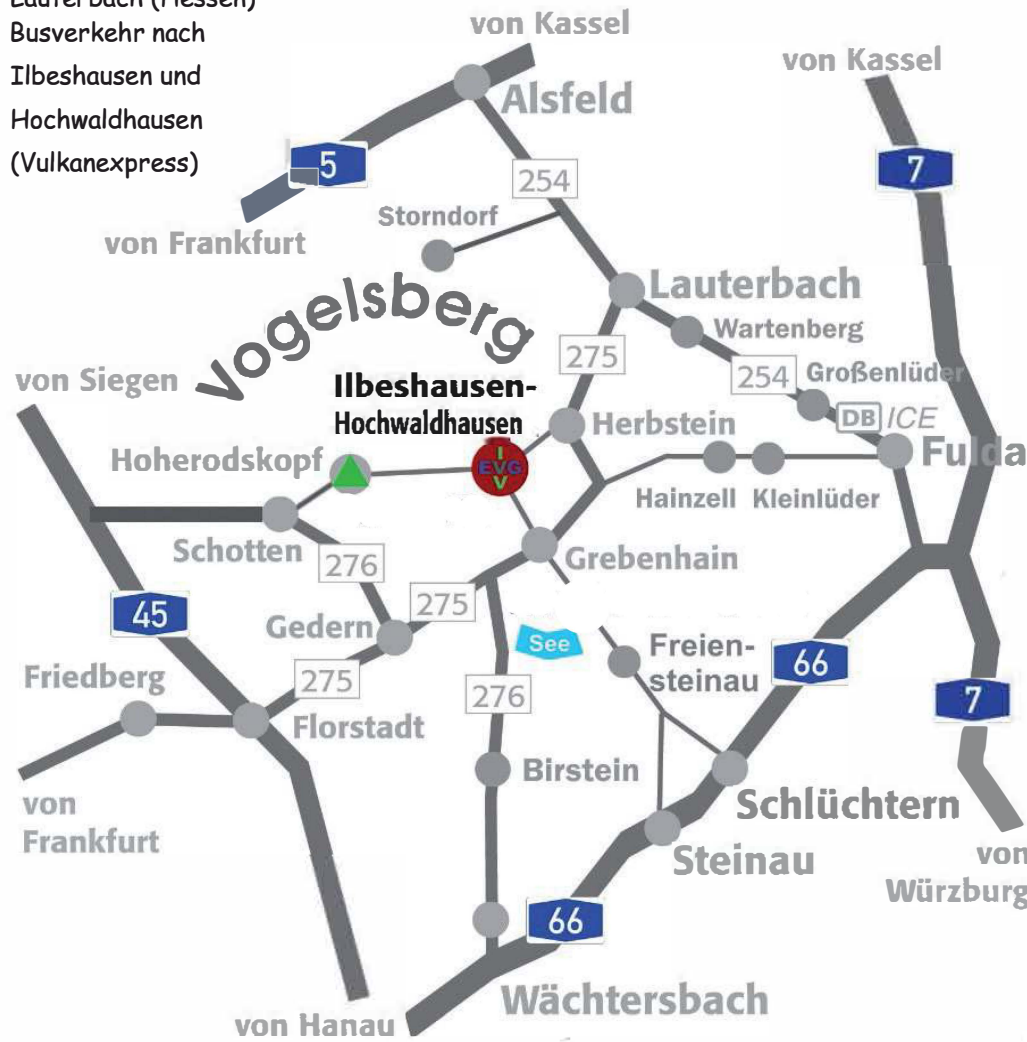 Lauterbach (Hessen)
Busverkehr nach
Ilbeshausen und
Hochwaldhausen
(Vulkanexpress)
von Kassel
von Kassel
Alsfeld
5
7
254
Storndorf
von Frankfurt
Lauterbach
Vogelsberg
Wartenberg
275
von Siegen
254
Großenlüder
Ilbeshausen-
Hochwaldhausen
DB ICE
Herbstein
Fulda
Hoherodskopf
I
EVG
V
Hainzell
Kleinlüder
Schotten
Grebenhain
276
45
275
Gedern
See
Freien-
steinau
66
Friedberg
275
276
7
Florstadt
Birstein
von
Frankfurt
Schlüchtern
Steinau
von
Würzburg
66
Wächtersbach
von Hanau